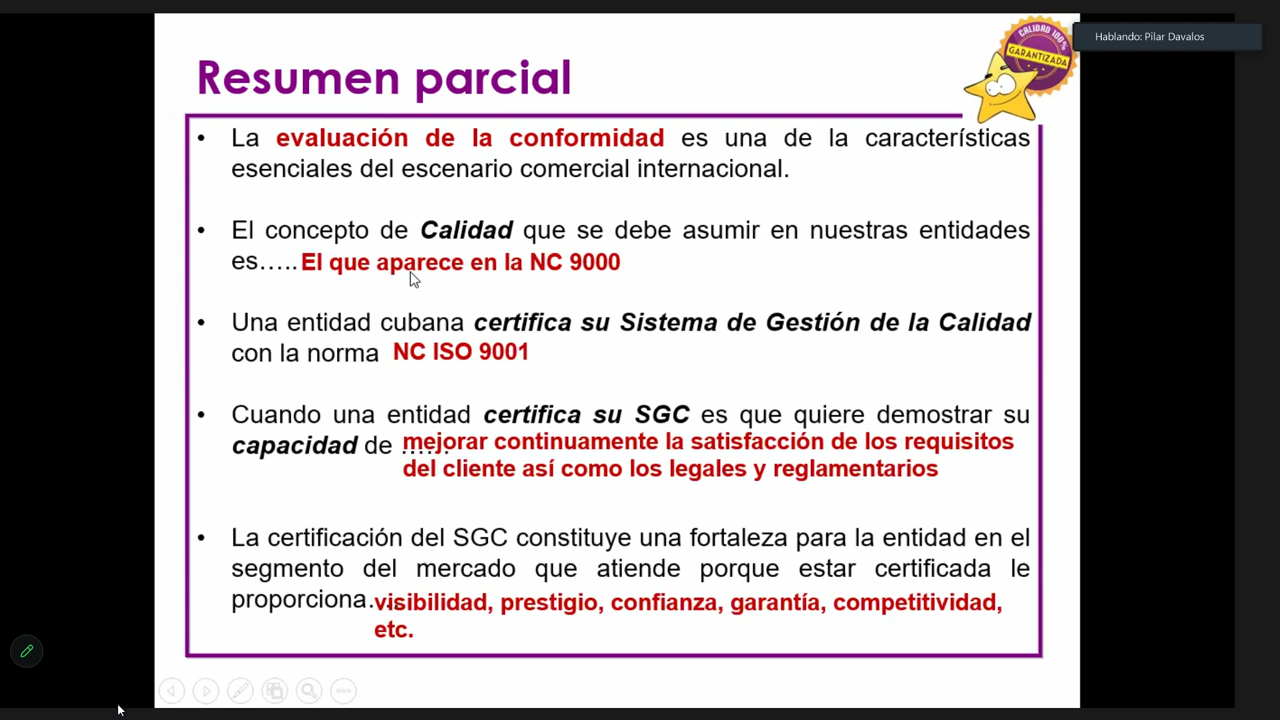 Hablando: Pilar Davalos
CALIDAD 100%
GARANTIZADA
Resumen parcial
• La evaluación de la conformidad es una de la características
esenciales del escenario comercial internacional.
• El concepto de Calidad que se debe asumir en nuestras entidades
es….. El que aparece en la NC 9000
• Una entidad cubana certifica su Sistema de Gestión de la Calidad
con la norma NC ISO 9001
• Cuando una entidad certifica su SGC es que quiere demostrar su
capacidad de …… mejorar continuamente la satisfacción de los requisitos
del cliente así como los legales y reglamentarios
• La certificación del SGC constituye una fortaleza para la entidad en el
segmento del mercado que atiende porque estar certificada le
proporciona….. visibilidad, prestigio, confianza, garantía, competitividad,
etc.